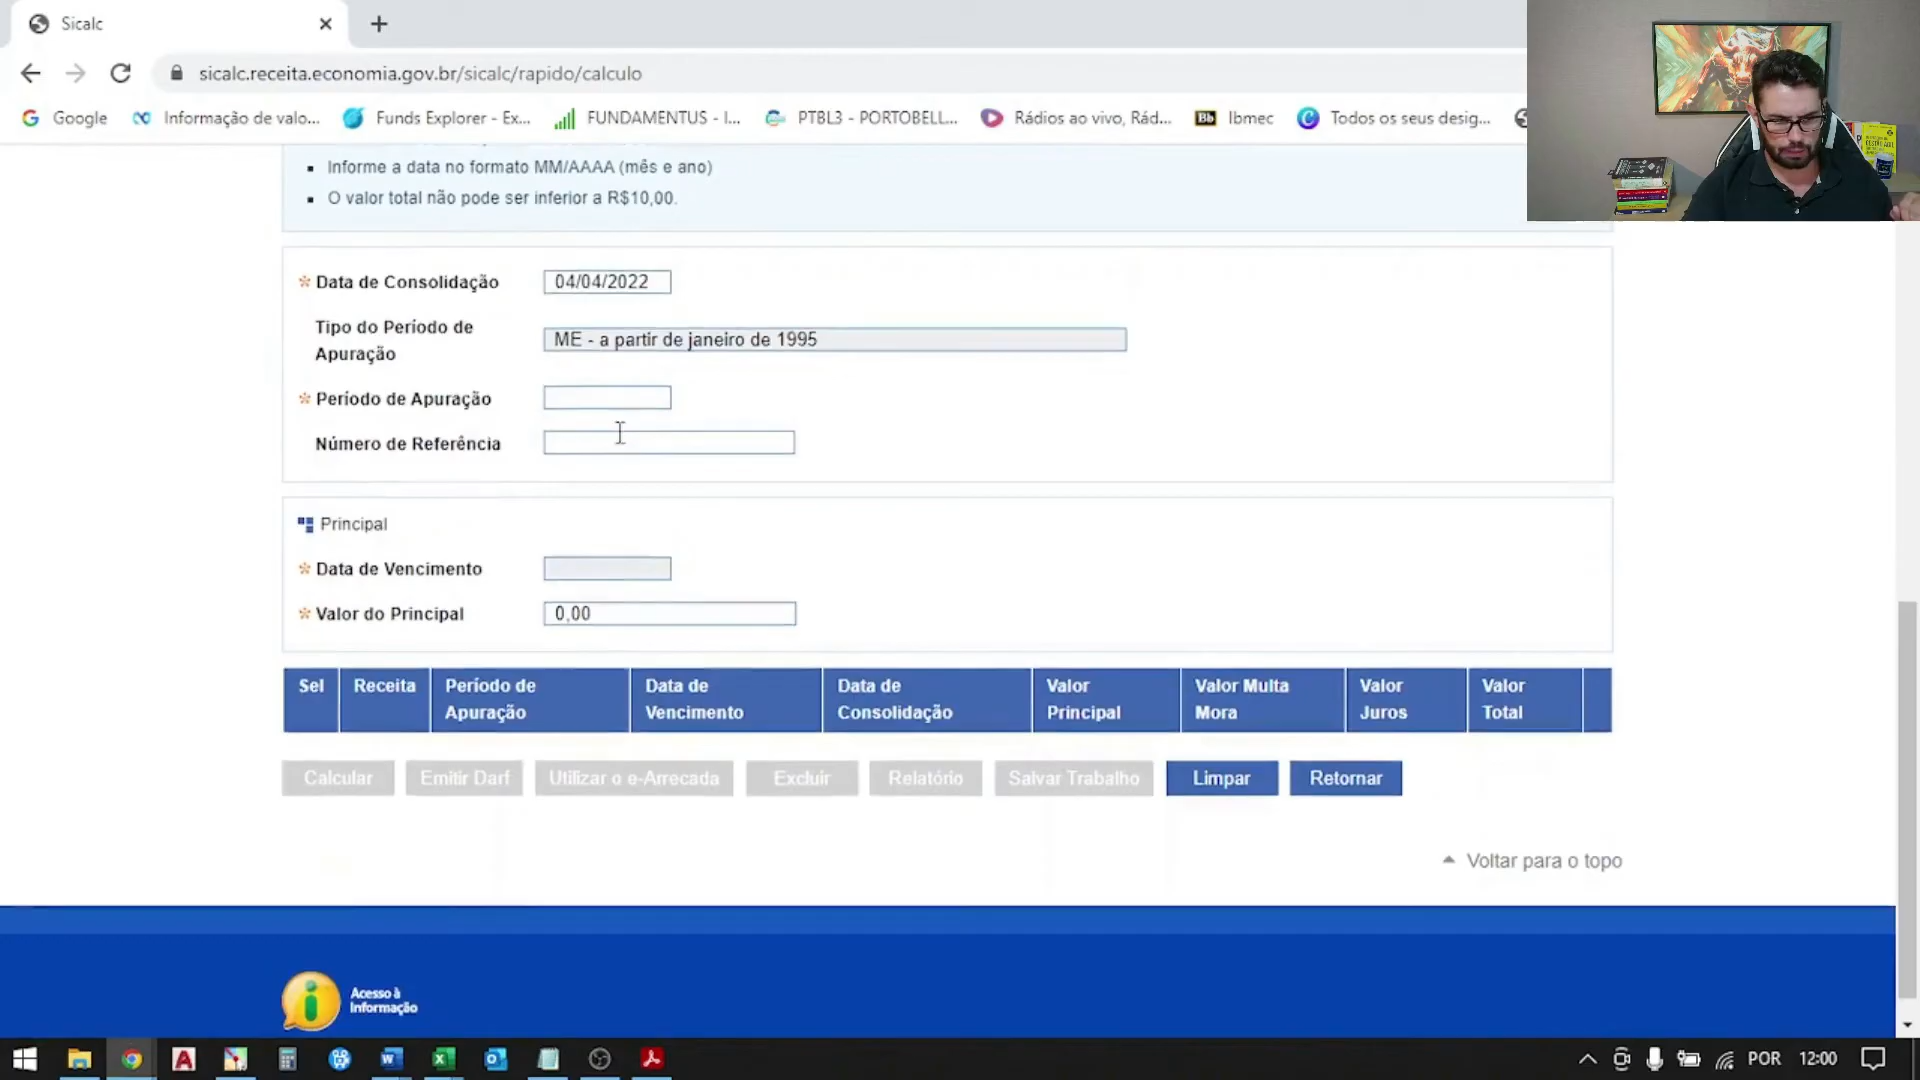 Sicalc
sicalc.receita.economia.gov.br/sicalc/rapido/calculo
Google Informação de valo... Funds Explorer - Ex... FUNDAMENTUS - I... PTBL3 - PORTOBELL... Rádios ao vivo, Rád... Bb Ibmec Todos os seus desig...
Informe a data no formato MM/AAAA (mês e ano)
O valor total não pode ser inferior a R$10,00.
* Data de Consolidação 04/04/2022
Tipo do Período de
Apuração
ME - a partir de janeiro de 1995
* Período de Apuração
Número de Referência
Principal
* Data de Vencimento
* Valor do Principal 0,00
Sel
Receita
Período de
Apuração
Data de
Vencimento
Data de
Consolidação
Valor
Principal
Valor Multa
Mora
Valor
Juros
Valor
Total
Calcular Emitir Darf Utilizar o e-Arrecada Excluir Relatório Salvar Trabalho Limpar Retornar
Voltar para o topo
Acesso à
Informação
POR 12:00